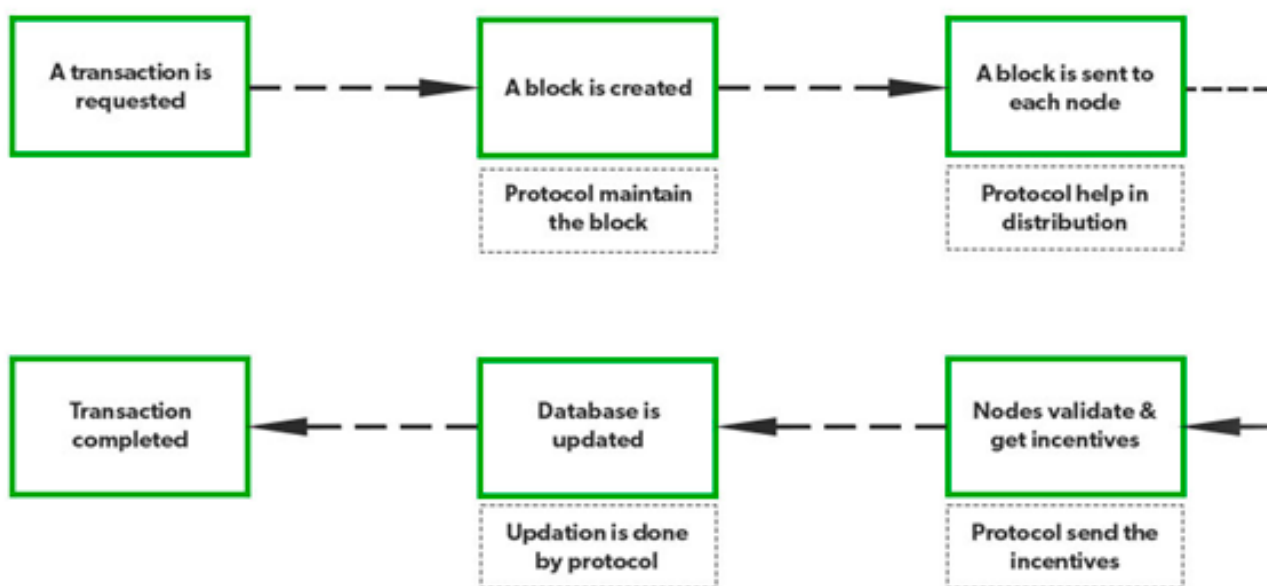 A transaction is
requested
A block is created
Protocol maintain
the block
A block is sent to
each node
Protocol help in
distribution
Nodes validate &
get incentives
Protocol send the
incentives
Database is
updated
Updation is done
by protocol
Transaction
completed